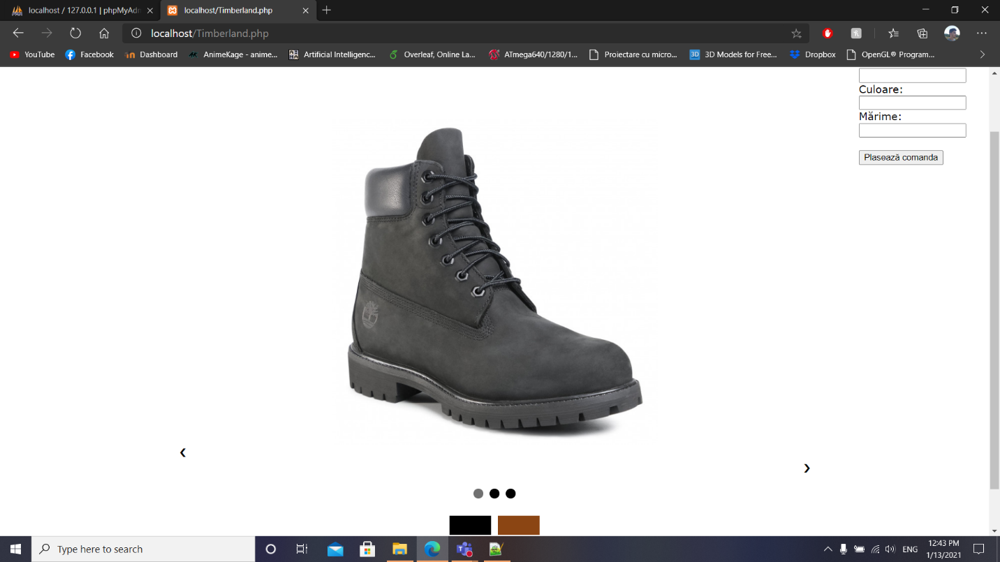 localhost / 127.0.0.1 | phpMyAdm
localhost/Timberland.php
localhost/Timberland.php
YouTube
Facebook
Dashboard
AnimeKage - anime...
Artificial Intelligenc...
Overleaf, Online La...
ATmega640/1280/1...
Proiectare cu micro...
3D Models for Free...
Dropbox
OpenGL® Program...
Culoare:
Mărime:
Plasează comanda
Type here to search
ENG
12:43 PM
1/13/2021